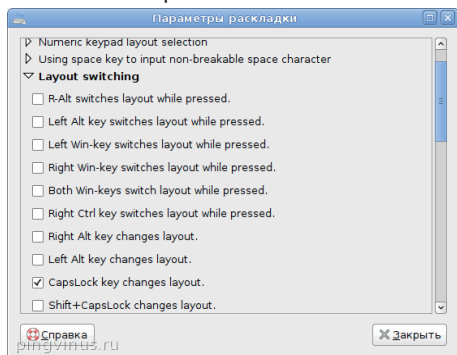 Параметры раскладки
Numeric keypad layout selection
Using space key to input non-breakable space character
Layout switching
R-Alt switches layout while pressed.
Left Alt key switches layout while pressed.
Left Win-key switches layout while pressed.
Right Win-key switches layout while pressed.
Both Win-keys switch layout while pressed.
Right Ctrl key switches layout while pressed.
Right Alt key changes layout.
Left Alt key changes layout.
CapsLock key changes layout.
Shift+CapsLock changes layout.
Справка
Закрыть
pingvinus.ru